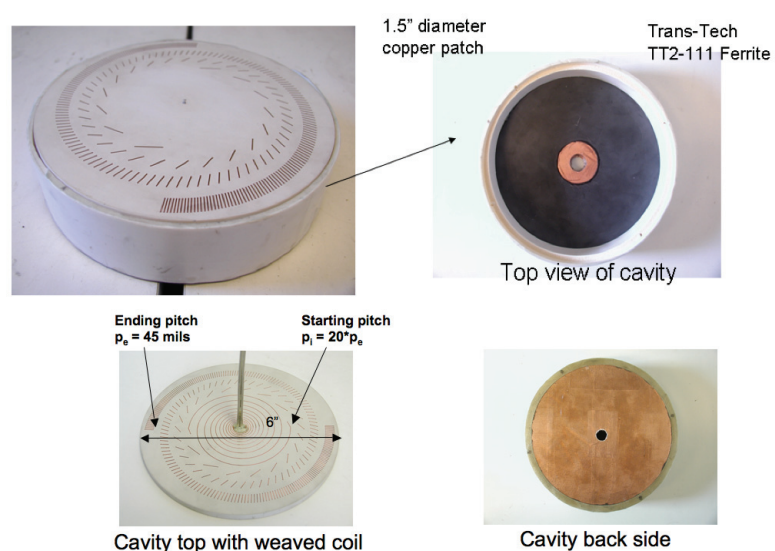 1.5” diameter
copper patch
Trans-Tech
TT2-111 Ferrite
Top view of cavity
Ending pitch
pe = 45 mils
Starting pitch
pi = 20*pe
6”
Cavity top with weaved coil
Cavity back side